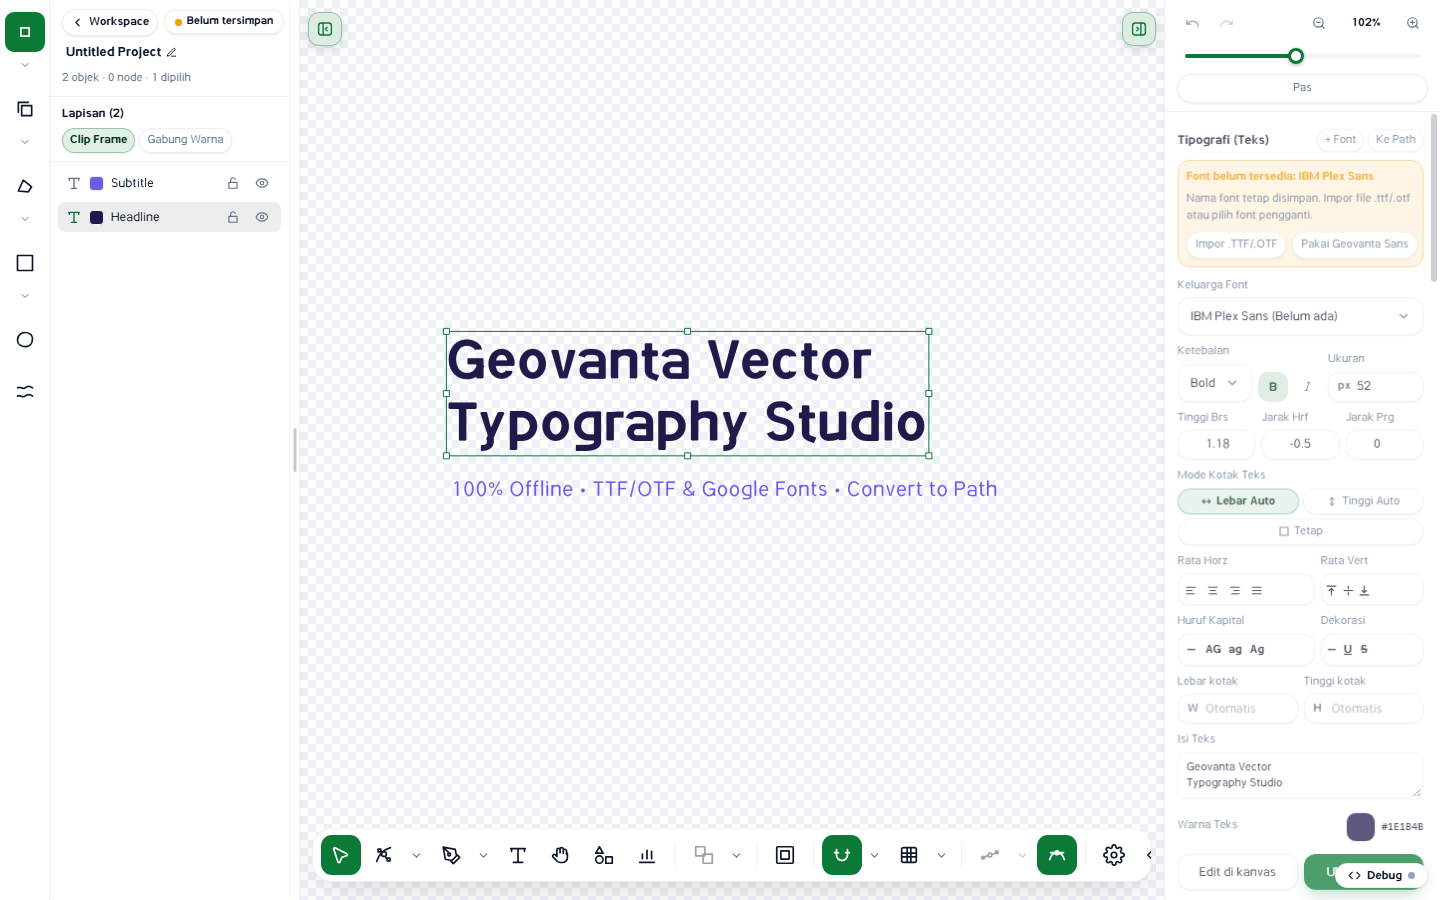 Workspace
Belum tersimpan
Untitled Project
2 objek · 0 node · 1 dipilih
Lapisan (2)
Clip Frame
Gabung Warna
Subtitle
Headline
Geovanta Vector
Typography Studio
100% Offline • TTF/OTF & Google Fonts • Convert to Path
102%
Pas
Tipografi (Teks)
+ Font
Ke Path
Font belum tersedia: IBM Plex Sans
Nama font tetap disimpan. Impor file .ttf/.otf
atau pilih font pengganti.
Impor .TTF/.OTF
Pakai Geovanta Sans
Keluarga Font
IBM Plex Sans (Belum ada)
Ketebalan
Ukuran
Bold
B
I
px 52
Tinggi Brs
Jarak Hrf
Jarak Prg
1.18
-0.5
0
Mode Kotak Teks
↔ Lebar Auto
↕ Tinggi Auto
Tetap
Rata Horz
Rata Vert
Huruf Kapital
Dekorasi
— AG ag Ag
— U S
Lebar kotak
Tinggi kotak
W Otomatis
H Otomatis
Isi Teks
Geovanta Vector
Typography Studio
Warna Teks
#1E1B4B
Edit di kanvas
Debug